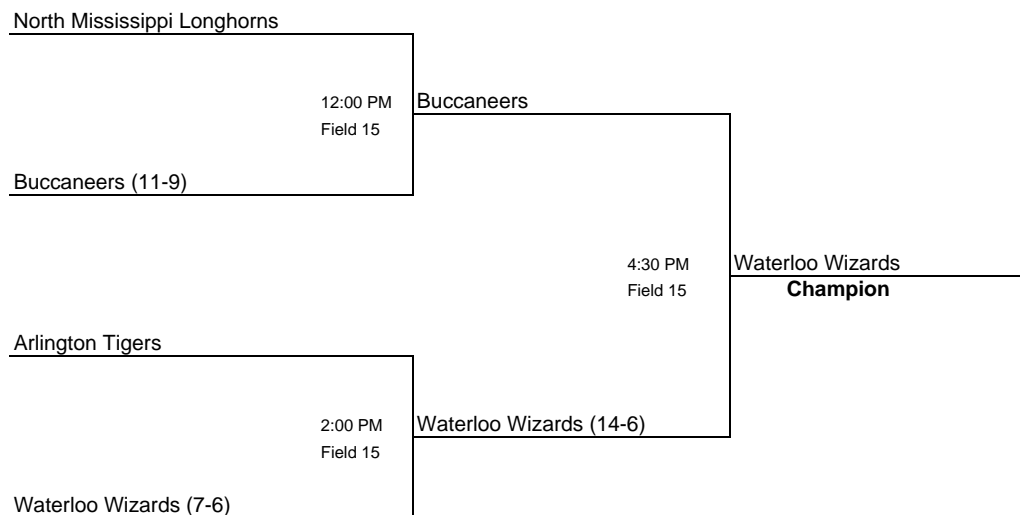 North Mississippi Longhorns
12:00 PM
Buccaneers
Field 15
Buccaneers (11-9)
4:30 PM
Waterloo Wizards
Field 15
Champion
Arlington Tigers
2:00 PM
Waterloo Wizards (14-6)
Field 15
Waterloo Wizards (7-6)